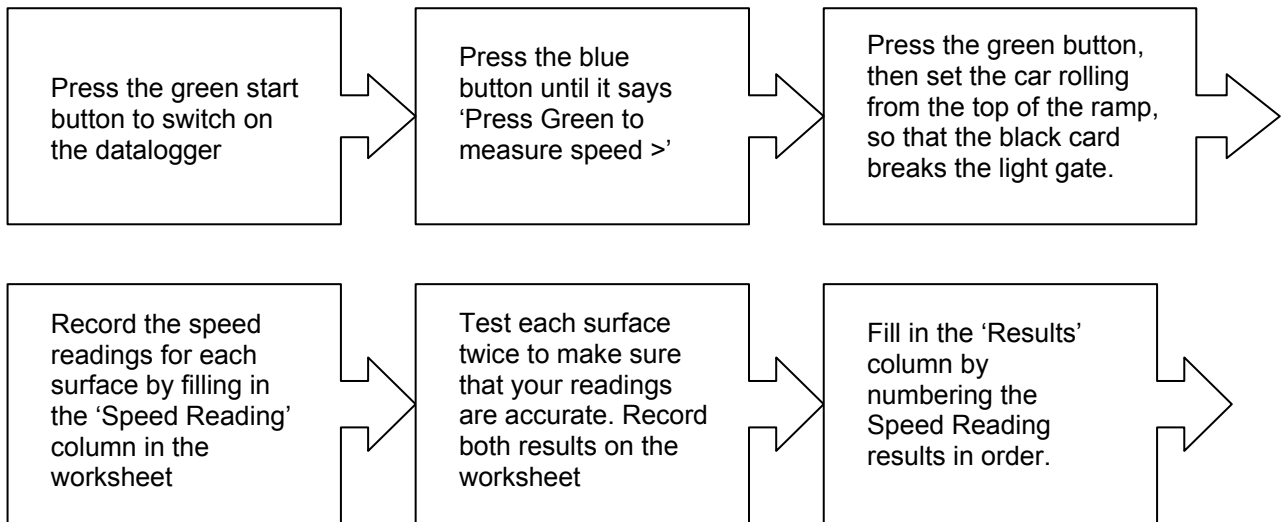 Press the green start
button to switch on
the datalogger
Press the blue
button until it says
‘Press Green to
measure speed >’
Press the green button,
then set the car rolling
from the top of the ramp,
so that the black card
breaks the light gate.
Record the speed
readings for each
surface by filling in
the ‘Speed Reading’
column in the
worksheet
Test each surface
twice to make sure
that your readings
are accurate. Record
both results on the
worksheet
Fill in the ‘Results’
column by
numbering the
Speed Reading
results in order.